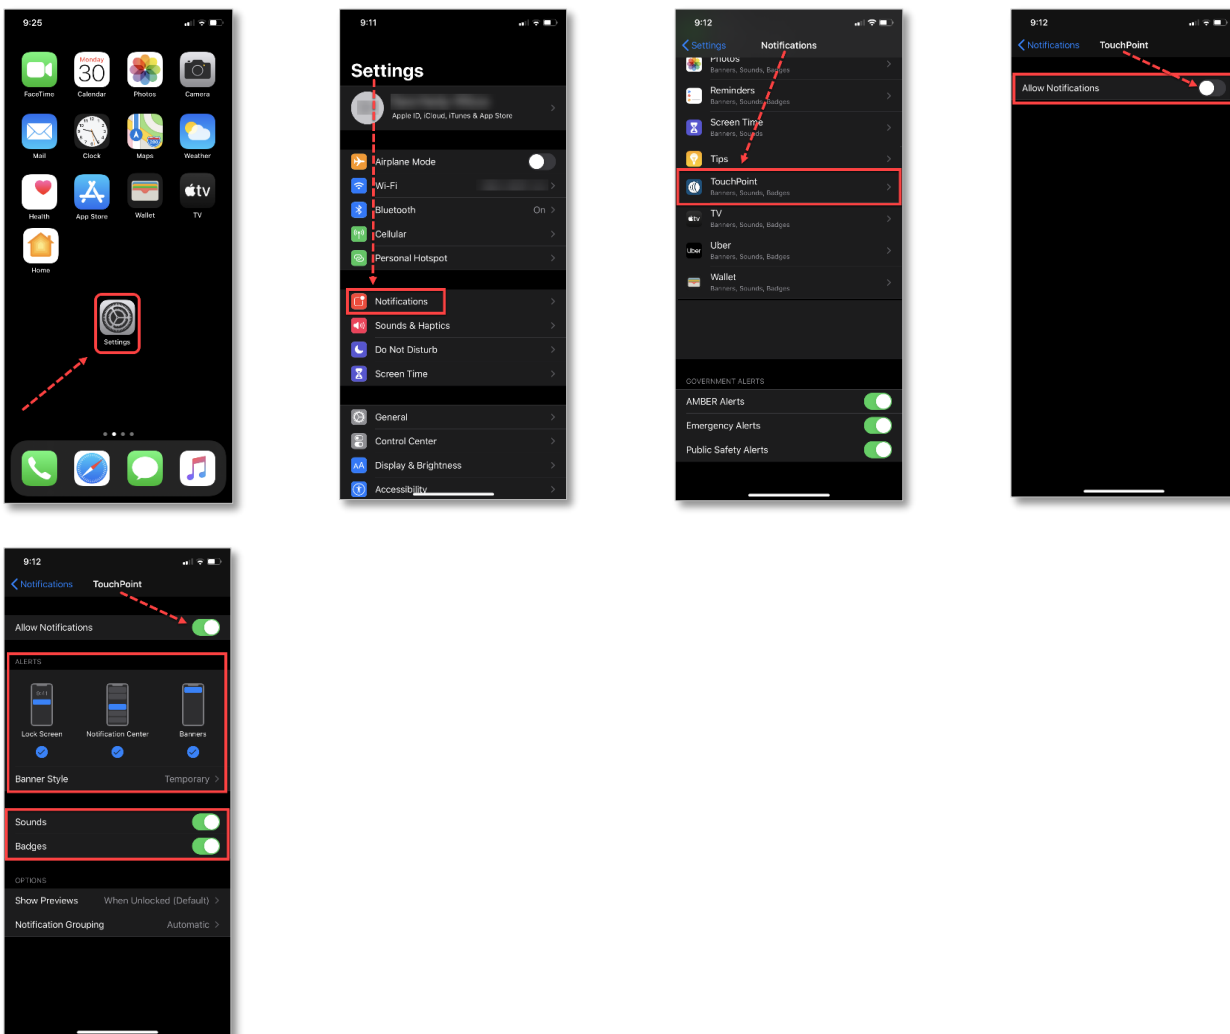 9:25
Monday
30
FaceTime
Calendar
Photos
Camera
Mail
Clock
Maps
Weather
tv
Health
App Store
Wallet
TV
Home
Settings
9:11
Settings
Apple ID, iCloud, iTunes & App Store
Airplane Mode
Wi-Fi
Bluetooth On
Cellular
Personal Hotspot
Notifications
Sounds & Haptics
Do Not Disturb
Screen Time
General
Control Center
AA Display & Brightness
Accessibility
9:12
Settings Notifications
Photos
Banners, Sounds, Badges
Reminders
Banners, Sounds, Badges
Screen Time
Banners, Sounds
Tips
TouchPoint
Banners, Sounds, Badges
tv TV
Banners, Sounds, Badges
Uber Uber
Banners, Sounds, Badges
Wallet
Banners, Sounds, Badges
GOVERNMENT ALERTS
AMBER Alerts
Emergency Alerts
Public Safety Alerts
9:12
Notifications TouchPoint
Allow Notifications
9:12
Notifications TouchPoint
Allow Notifications
ALERTS
Lock Screen Notification Center Banners
Banner Style Temporary
Sounds
Badges
OPTIONS
Show Previews When Unlocked (Default)
Notification Grouping Automatic